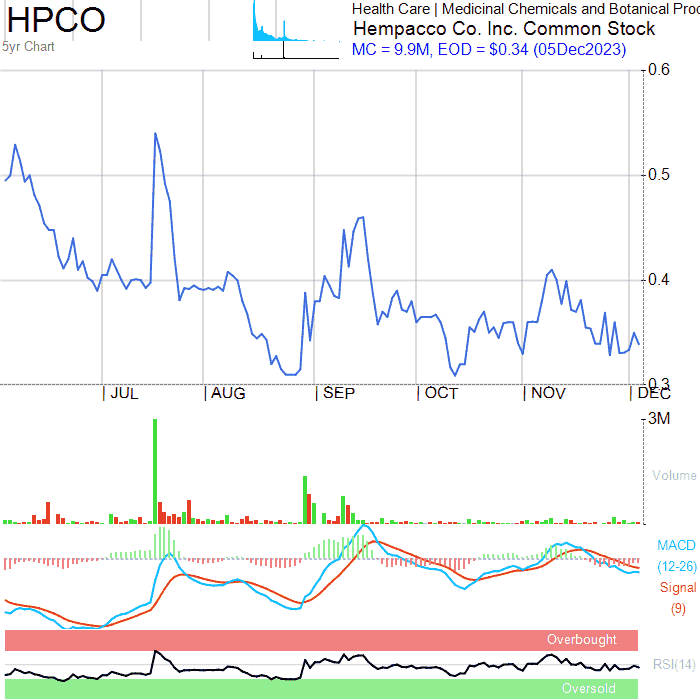 HPCO
5yr Chart
Health Care | Medicinal Chemicals and Botanical Proc
Hempacco Co. Inc. Common Stock
MC = 9.9M, EOD = $0.34 (05Dec2023)
0.6
0.5
0.4
0.3
| JUL | AUG | SEP | OCT | NOV | DEC
3M
Volume
MACD
(12-26)
Signal
(9)
Overbought
RSI(14)
Oversold